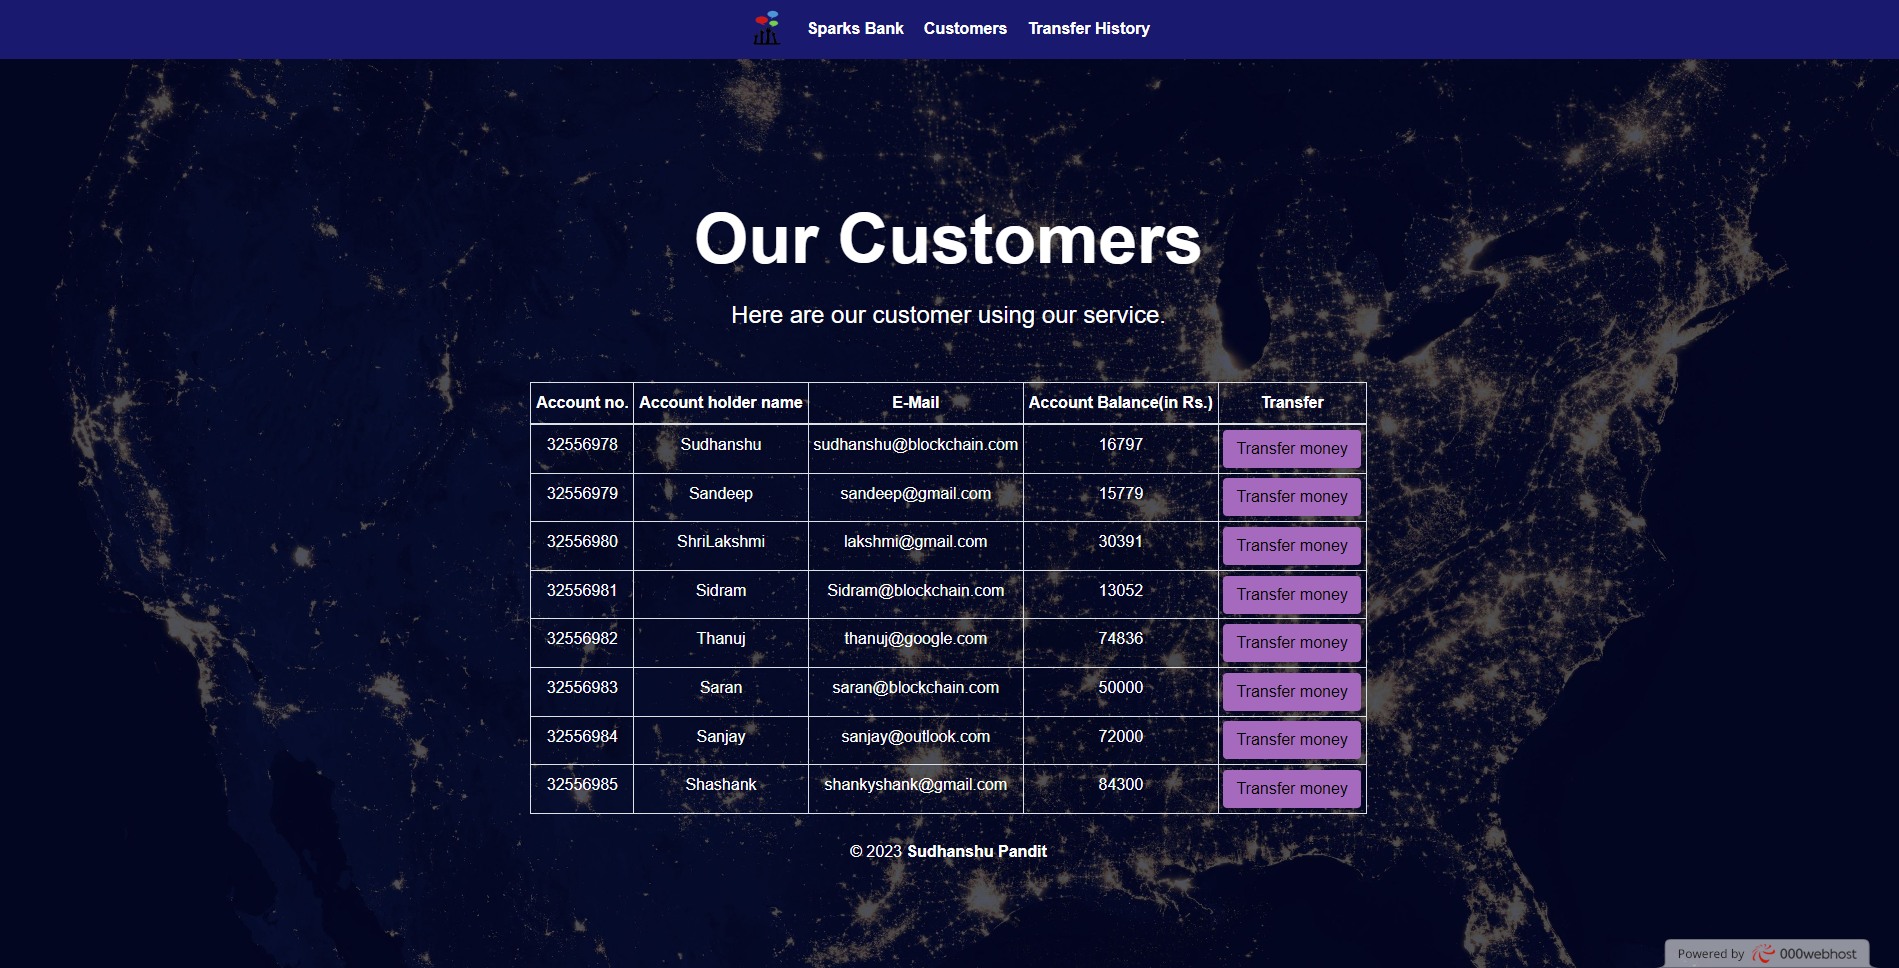 Sparks Bank Customers Transfer History
Our Customers
Here are our customer using our service.
Account no. Account holder name E-Mail Account Balance(in Rs.) Transfer
32556978 Sudhanshu sudhanshu@blockchain.com 16797 Transfer money
32556979 Sandeep sandeep@gmail.com 15779 Transfer money
32556980 ShriLakshmi lakshmi@gmail.com 30391 Transfer money
32556981 Sidram Sidram@blockchain.com 13052 Transfer money
32556982 Thanuj thanuj@google.com 74836 Transfer money
32556983 Saran saran@blockchain.com 50000 Transfer money
32556984 Sanjay sanjay@outlook.com 72000 Transfer money
32556985 Shashank shankyshank@gmail.com 84300 Transfer money
© 2023 Sudhanshu Pandit
Powered by 000webhost